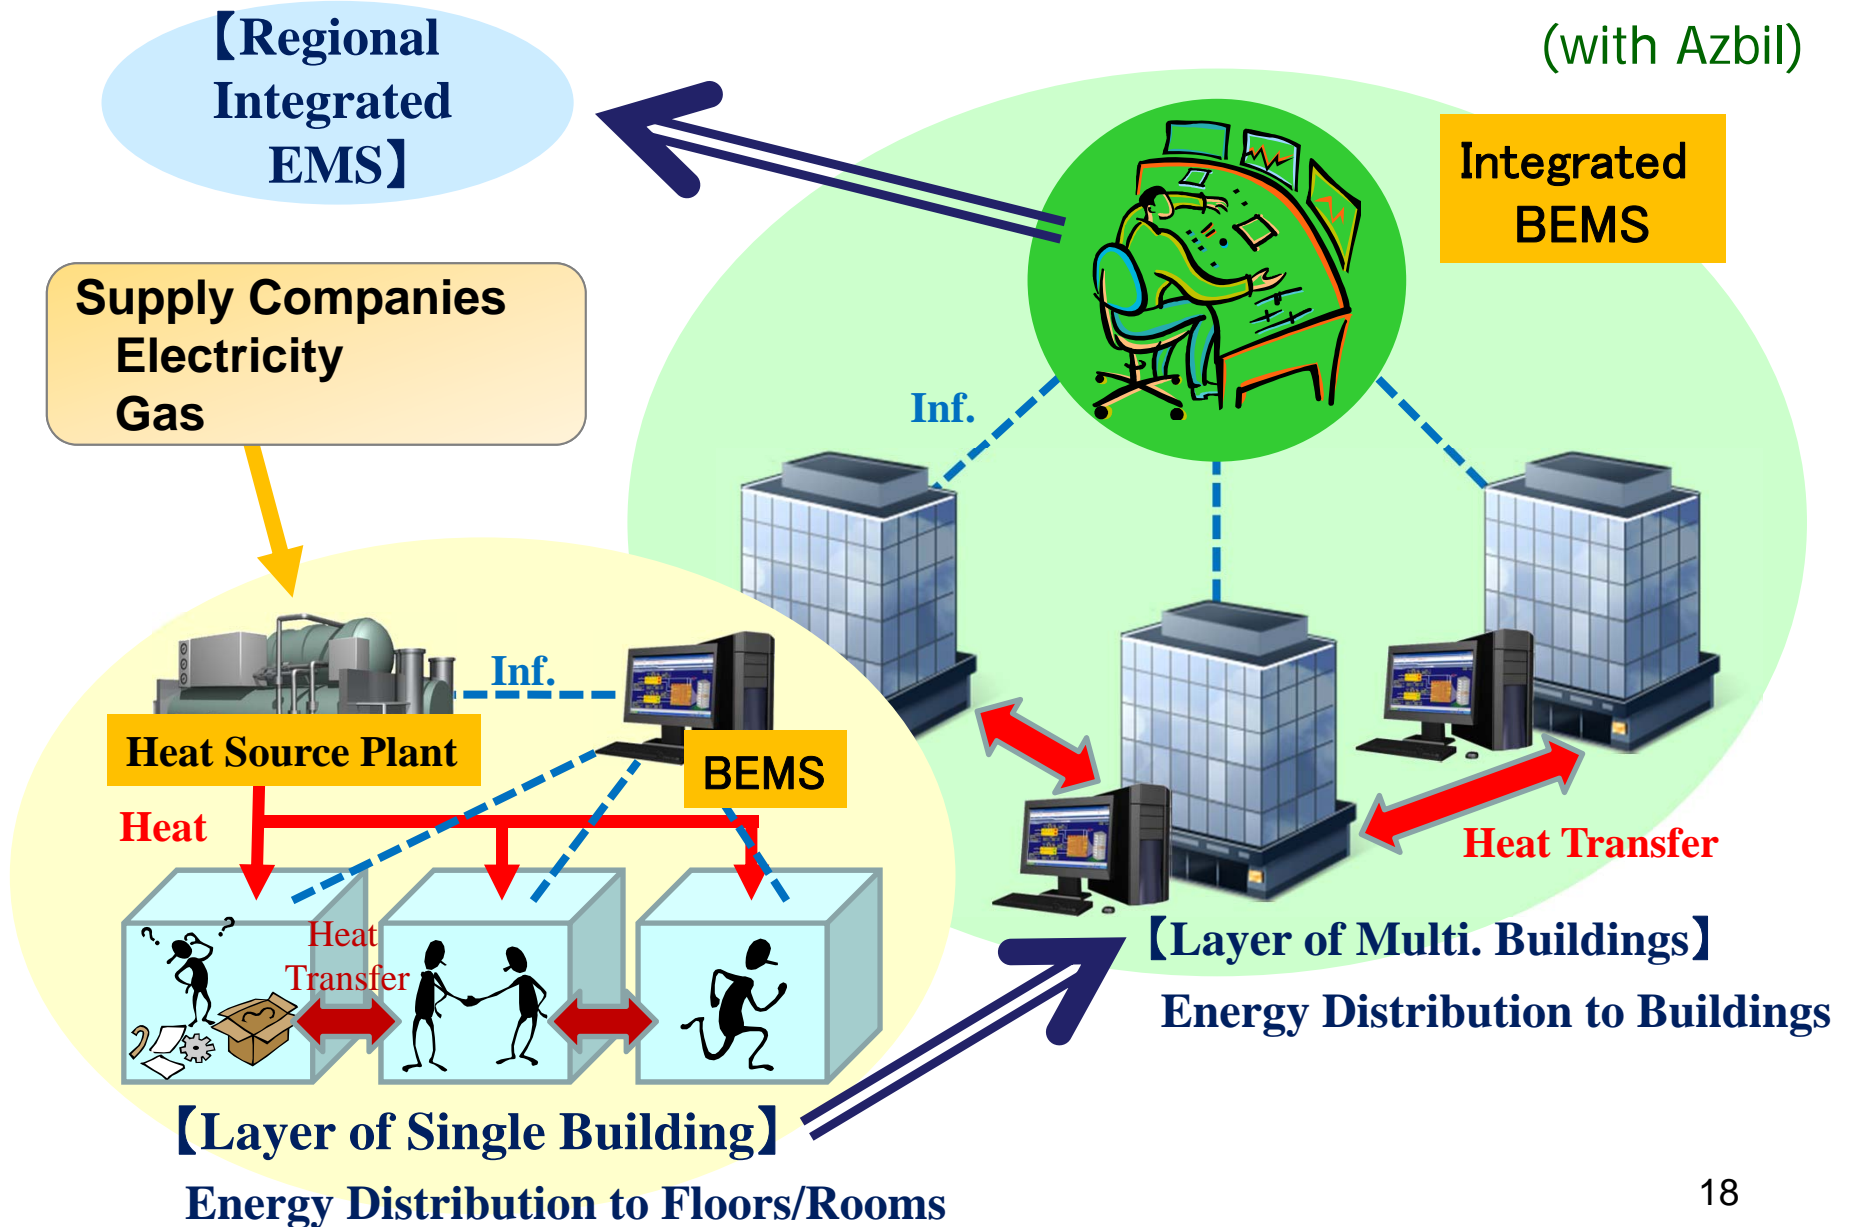 【Regional
Integrated
EMS】
(with Azbil)
Integrated
BEMS
Supply Companies
Electricity
Gas
Inf.
Inf.
Heat Source Plant
BEMS
Heat
Heat Transfer
Heat
Transfer
【Layer of Multi. Buildings】
Energy Distribution to Buildings
【Layer of Single Building】
Energy Distribution to Floors/Rooms
18